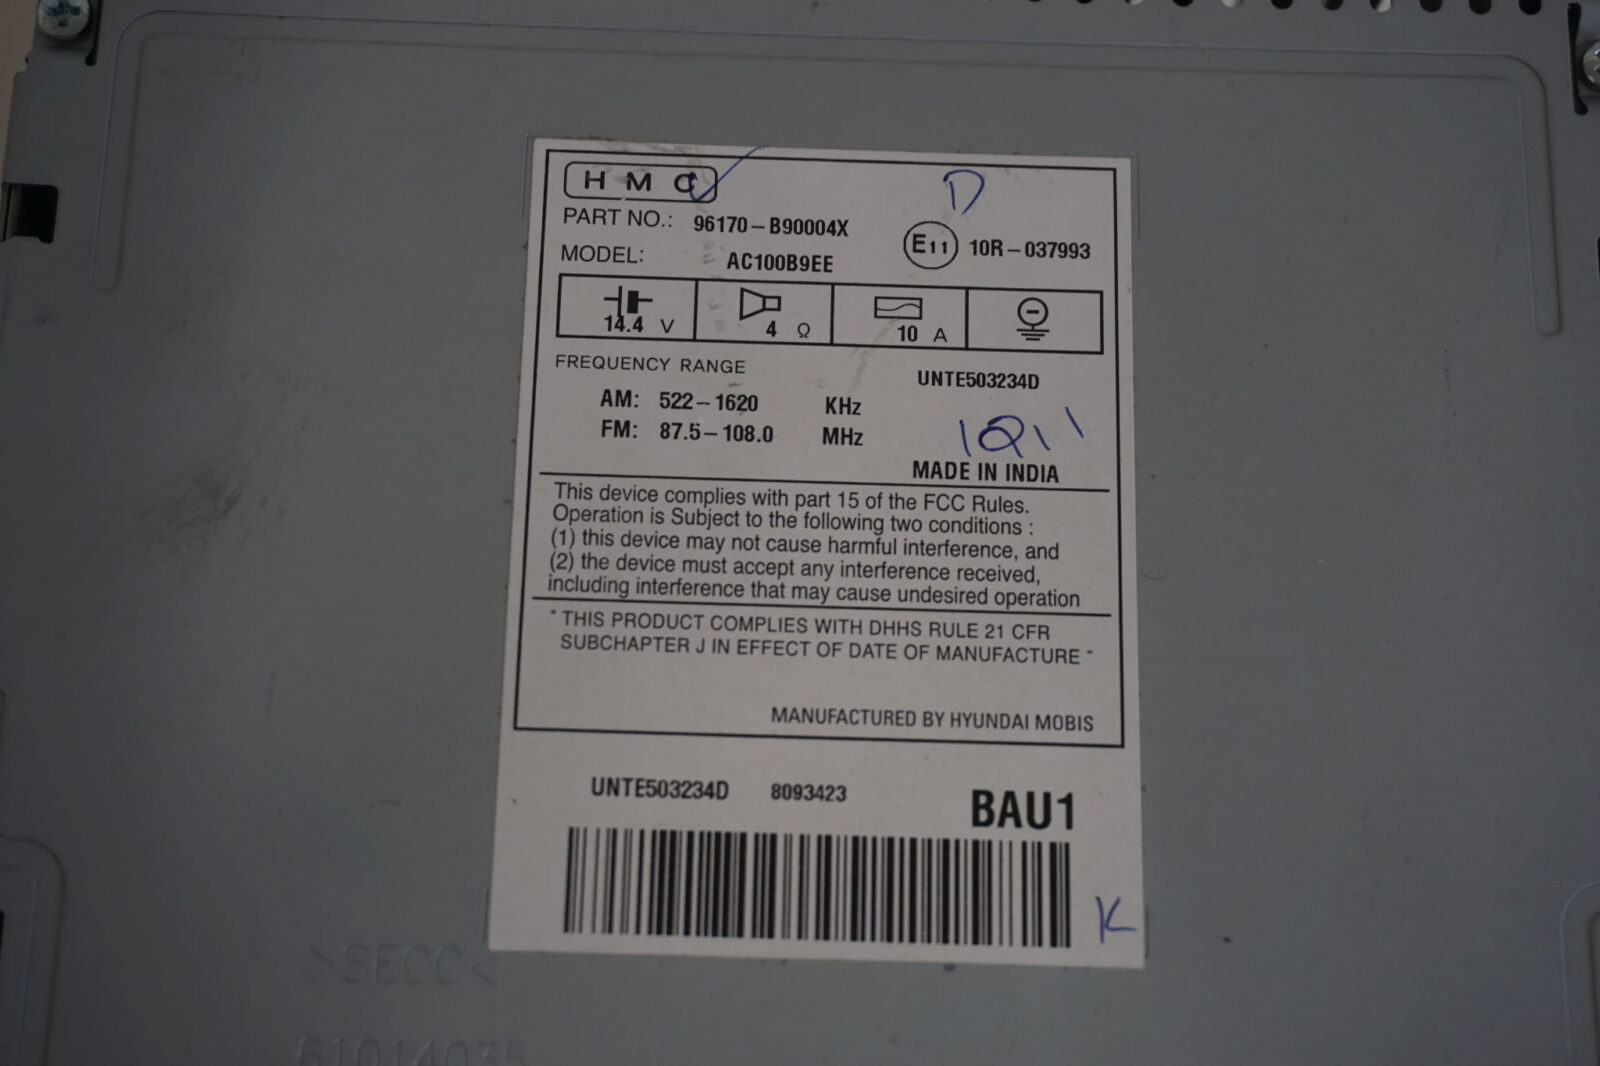 HMC
D
PART NO.: 96170-B90004X
E11 10R-037993
MODEL: AC100B9EE
14.4 V
4 Ω
10 A
FREQUENCY RANGE
UNTE503234D
AM: 522-1620 KHz
FM: 87.5-108.0 MHz
MADE IN INDIA
This device complies with part 15 of the FCC Rules.
Operation is Subject to the following two conditions :
(1) this device may not cause harmful interference, and
(2) the device must accept any interference received,
including interference that may cause undesired operation
" THIS PRODUCT COMPLIES WITH DHHS RULE 21 CFR
SUBCHAPTER J IN EFFECT OF DATE OF MANUFACTURE "
MANUFACTURED BY HYUNDAI MOBIS
UNTE503234D 8093423
BAU1
K
>SECC<